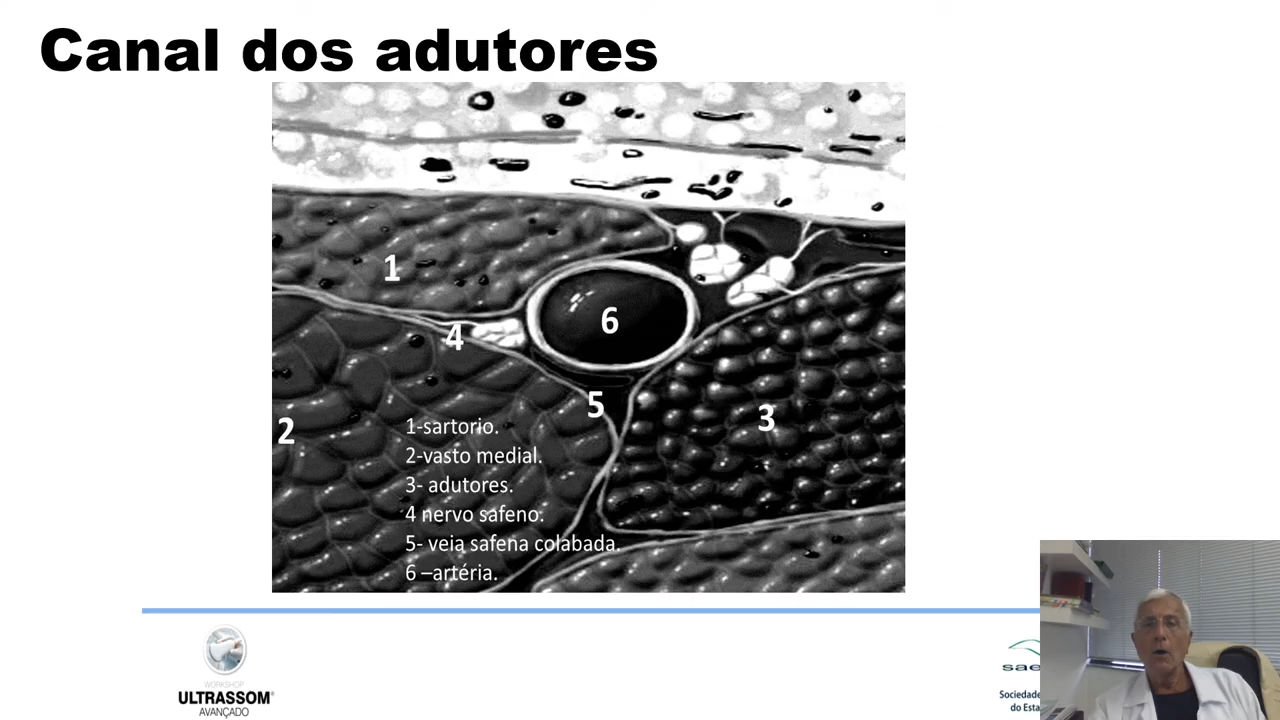 Canal dos adutores
1
6
4
5
2
3
1-sartorio.
2-vasto medial.
3- adutores.
4 nervo safeno.
5- veia safena colabada.
6 –artéria.
WORKSHOP
ULTRASSOM
AVANÇADO
sae
Sociedade
do Esta